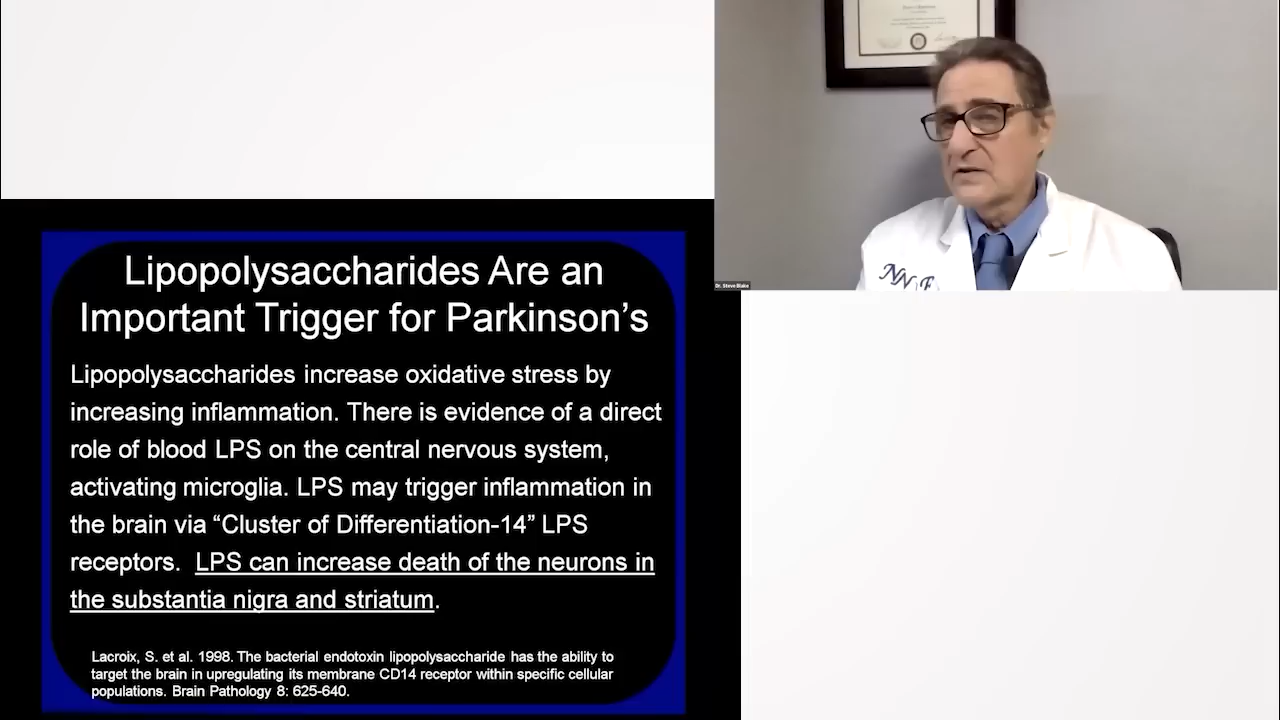 Lipopolysaccharides Are an
Important Trigger for Parkinson's
Lipopolysaccharides increase oxidative stress by
increasing inflammation. There is evidence of a direct
role of blood LPS on the central nervous system,
activating microglia. LPS may trigger inflammation in
the brain via “Cluster of Differentiation-14” LPS
receptors.  LPS can increase death of the neurons in
the substantia nigra and striatum.
Lacroix, S. et al. 1998. The bacterial endotoxin lipopolysaccharide has the ability to
target the brain in upregulating its membrane CD14 receptor within specific cellular
populations. Brain Pathology 8: 625-640.
Dr. Steve Blake